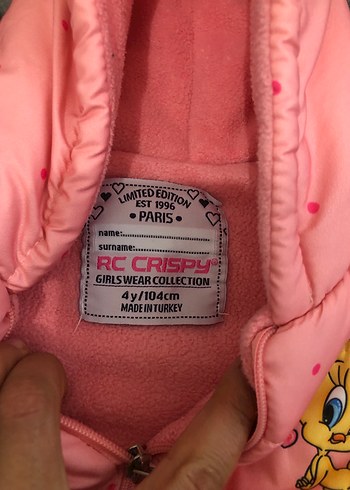 LIMITED EDITION
EST 1996
• PARIS •
name:
surname:
RC CRISPY®
GIRLS WEAR COLLECTION
4y/104cm
MADE IN TURKEY